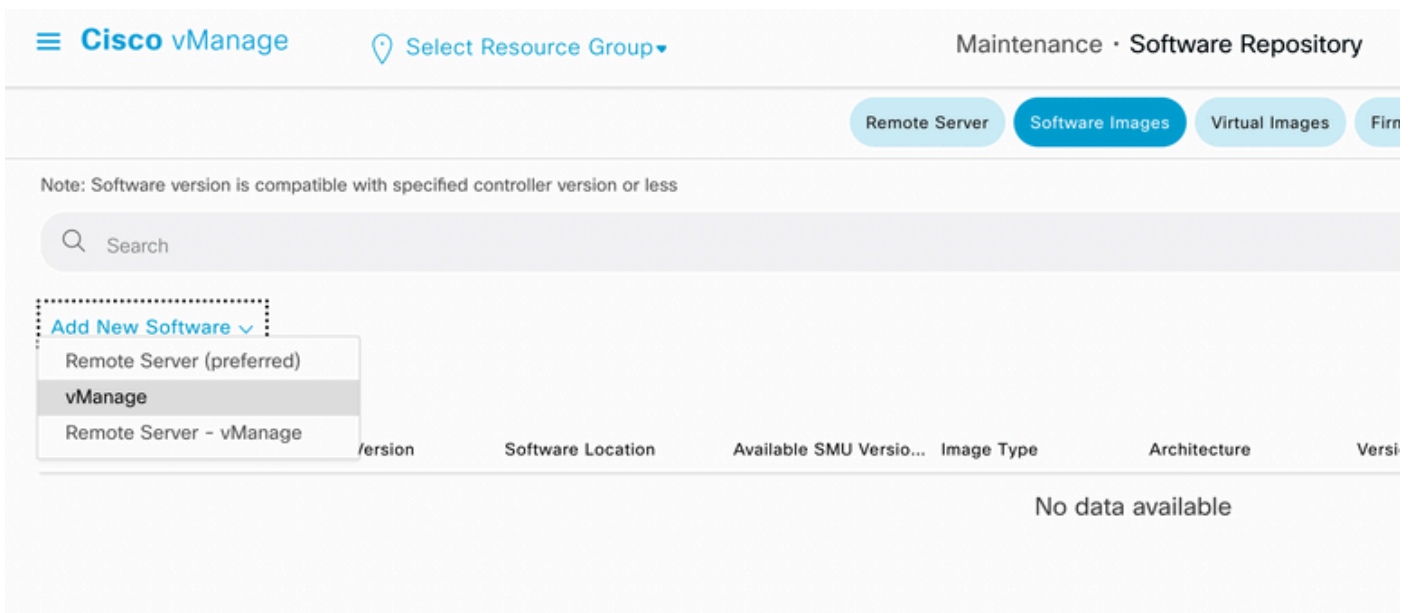 Cisco vManage Select Resource Group Maintenance · Software Repository
Remote Server Software Images Virtual Images
Note: Software version is compatible with specified controller version or less
Search
Add New Software
Remote Server (preferred)
vManage
Remote Server - vManage
Software Location Available SMU Versio... Image Type Architecture
No data available